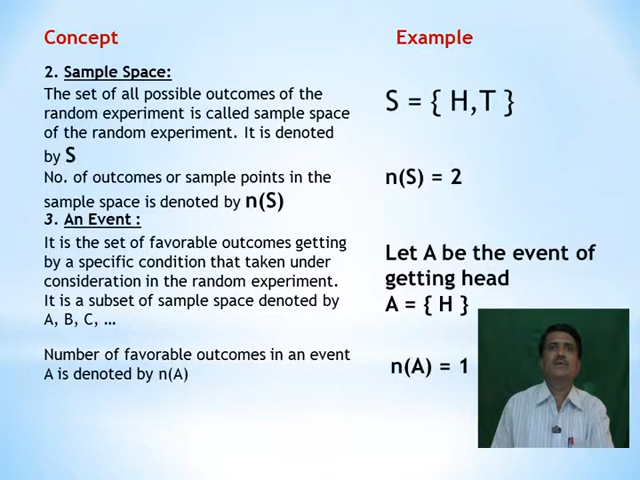 Concept
Example
2. Sample Space:
The set of all possible outcomes of the
random experiment is called sample space
of the random experiment. It is denoted
by S
No. of outcomes or sample points in the
sample space is denoted by n(S)
S = { H,T }
n(S) = 2
3. An Event :
It is the set of favorable outcomes getting
by a specific condition that taken under
consideration in the random experiment.
It is a subset of sample space denoted by
A, B, C, …
Number of favorable outcomes in an event
A is denoted by n(A)
Let A be the event of
getting head
A = { H }
n(A) = 1